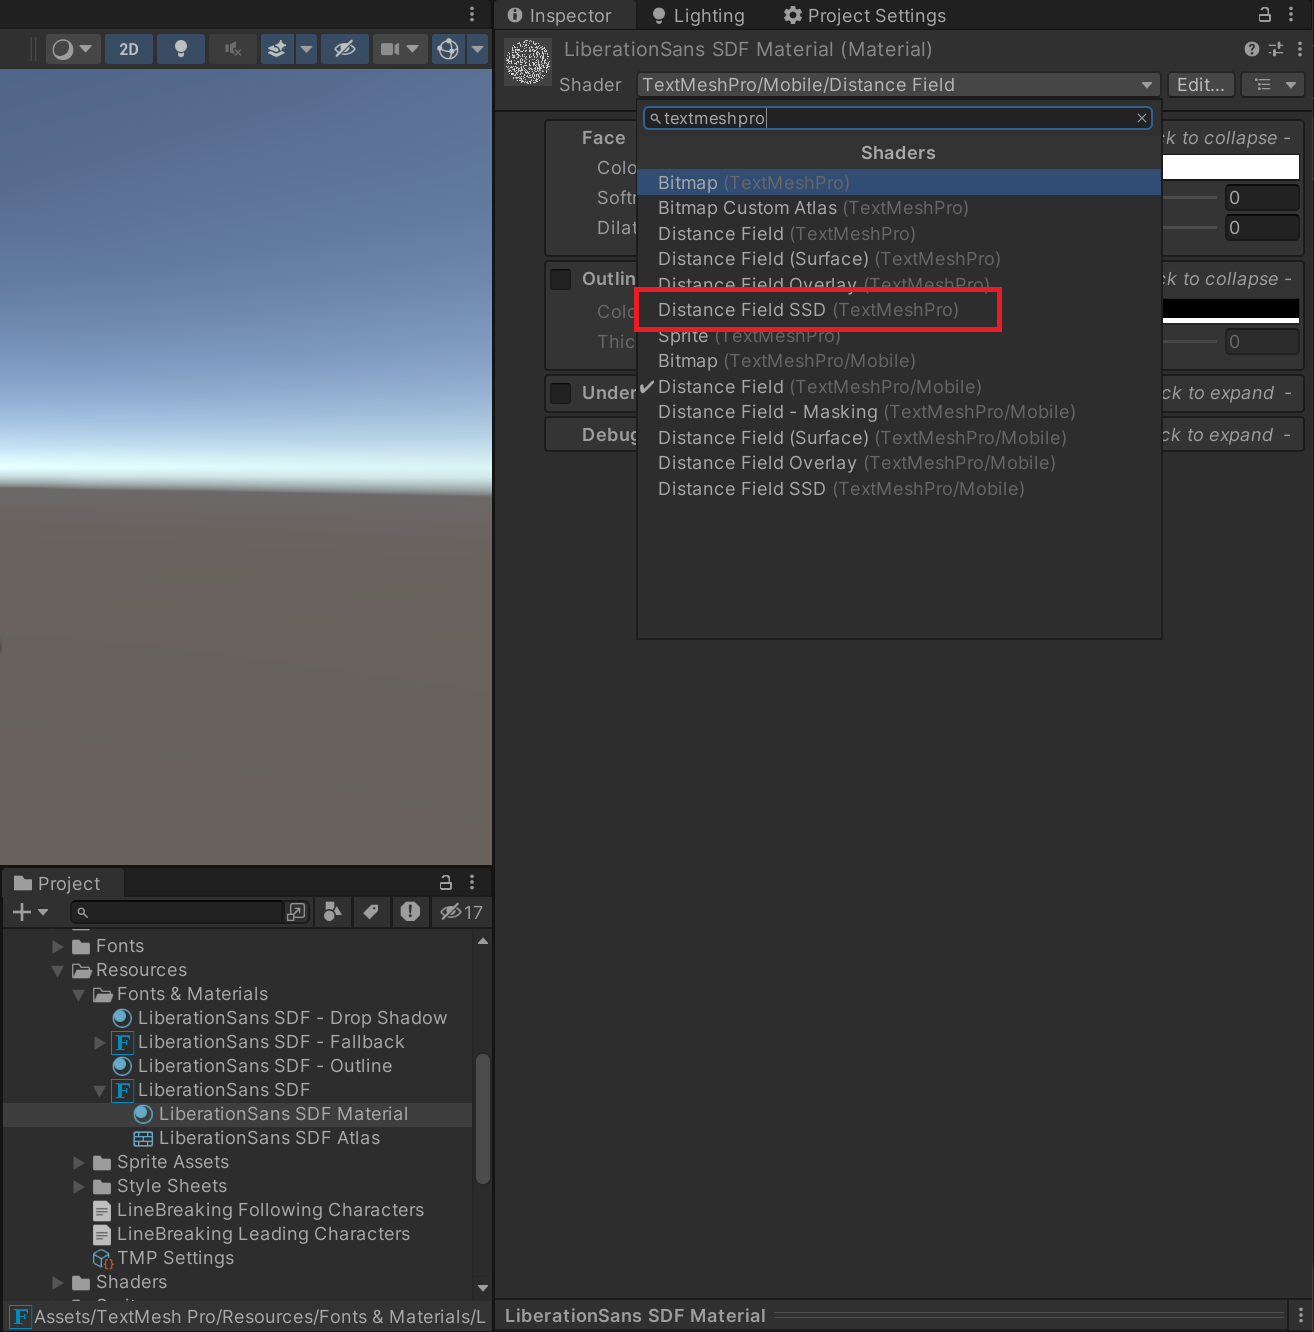 Inspector
Lighting
Project Settings
2D
LiberationSans SDF Material (Material)
Shader
TextMeshPro/Mobile/Distance Field
Edit...
textmeshpro
Shaders
Bitmap (TextMeshPro)
Bitmap Custom Atlas (TextMeshPro)
Distance Field (TextMeshPro)
Distance Field (Surface) (TextMeshPro)
Distance Field Overlay (TextMeshPro)
Distance Field SSD (TextMeshPro)
Sprite (TextMeshPro)
Bitmap (TextMeshPro/Mobile)
Distance Field (TextMeshPro/Mobile)
Distance Field - Masking (TextMeshPro/Mobile)
Distance Field (Surface) (TextMeshPro/Mobile)
Distance Field Overlay (TextMeshPro/Mobile)
Distance Field SSD (TextMeshPro/Mobile)
Face
ck to collapse -
Colo
Soft
0
Dilat
0
Outlin
ck to collapse -
Colo
Thic
0
Under
ck to expand -
Debug
ck to expand -
Project
17
Fonts
Resources
Fonts & Materials
LiberationSans SDF - Drop Shadow
LiberationSans SDF - Fallback
LiberationSans SDF - Outline
LiberationSans SDF
LiberationSans SDF Material
LiberationSans SDF Atlas
Sprite Assets
Style Sheets
LineBreaking Following Characters
LineBreaking Leading Characters
TMP Settings
Shaders
Assets/TextMesh Pro/Resources/Fonts & Materials/L
LiberationSans SDF Material